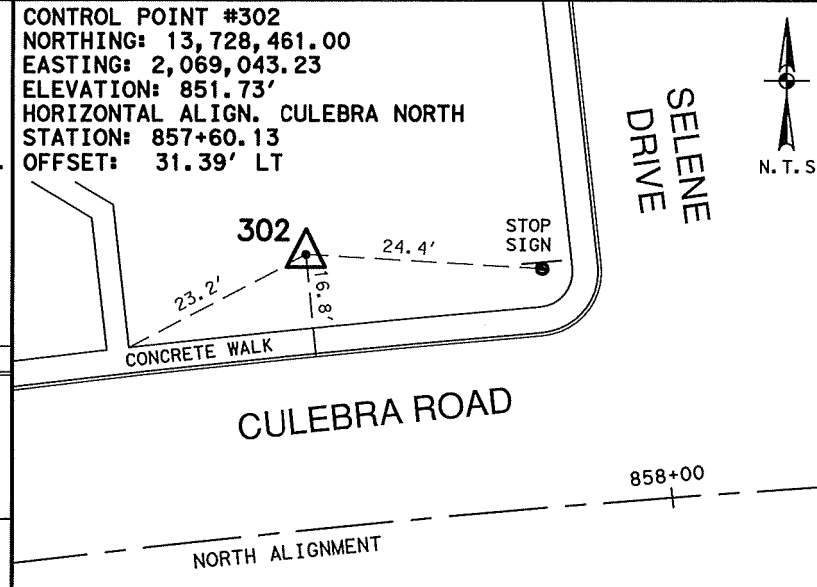 CONTROL POINT #302
NORTHING: 13,728,461.00
EASTING: 2,069,043.23
ELEVATION: 851.73'
HORIZONTAL ALIGN. CULEBRA NORTH
STATION: 857+60.13
OFFSET: 31.39' LT
SELENE
DRIVE
N.T.S
302
STOP
SIGN
24.4'
23.2'
16.8'
CONCRETE WALK
CULEBRA ROAD
858+00
NORTH ALIGNMENT